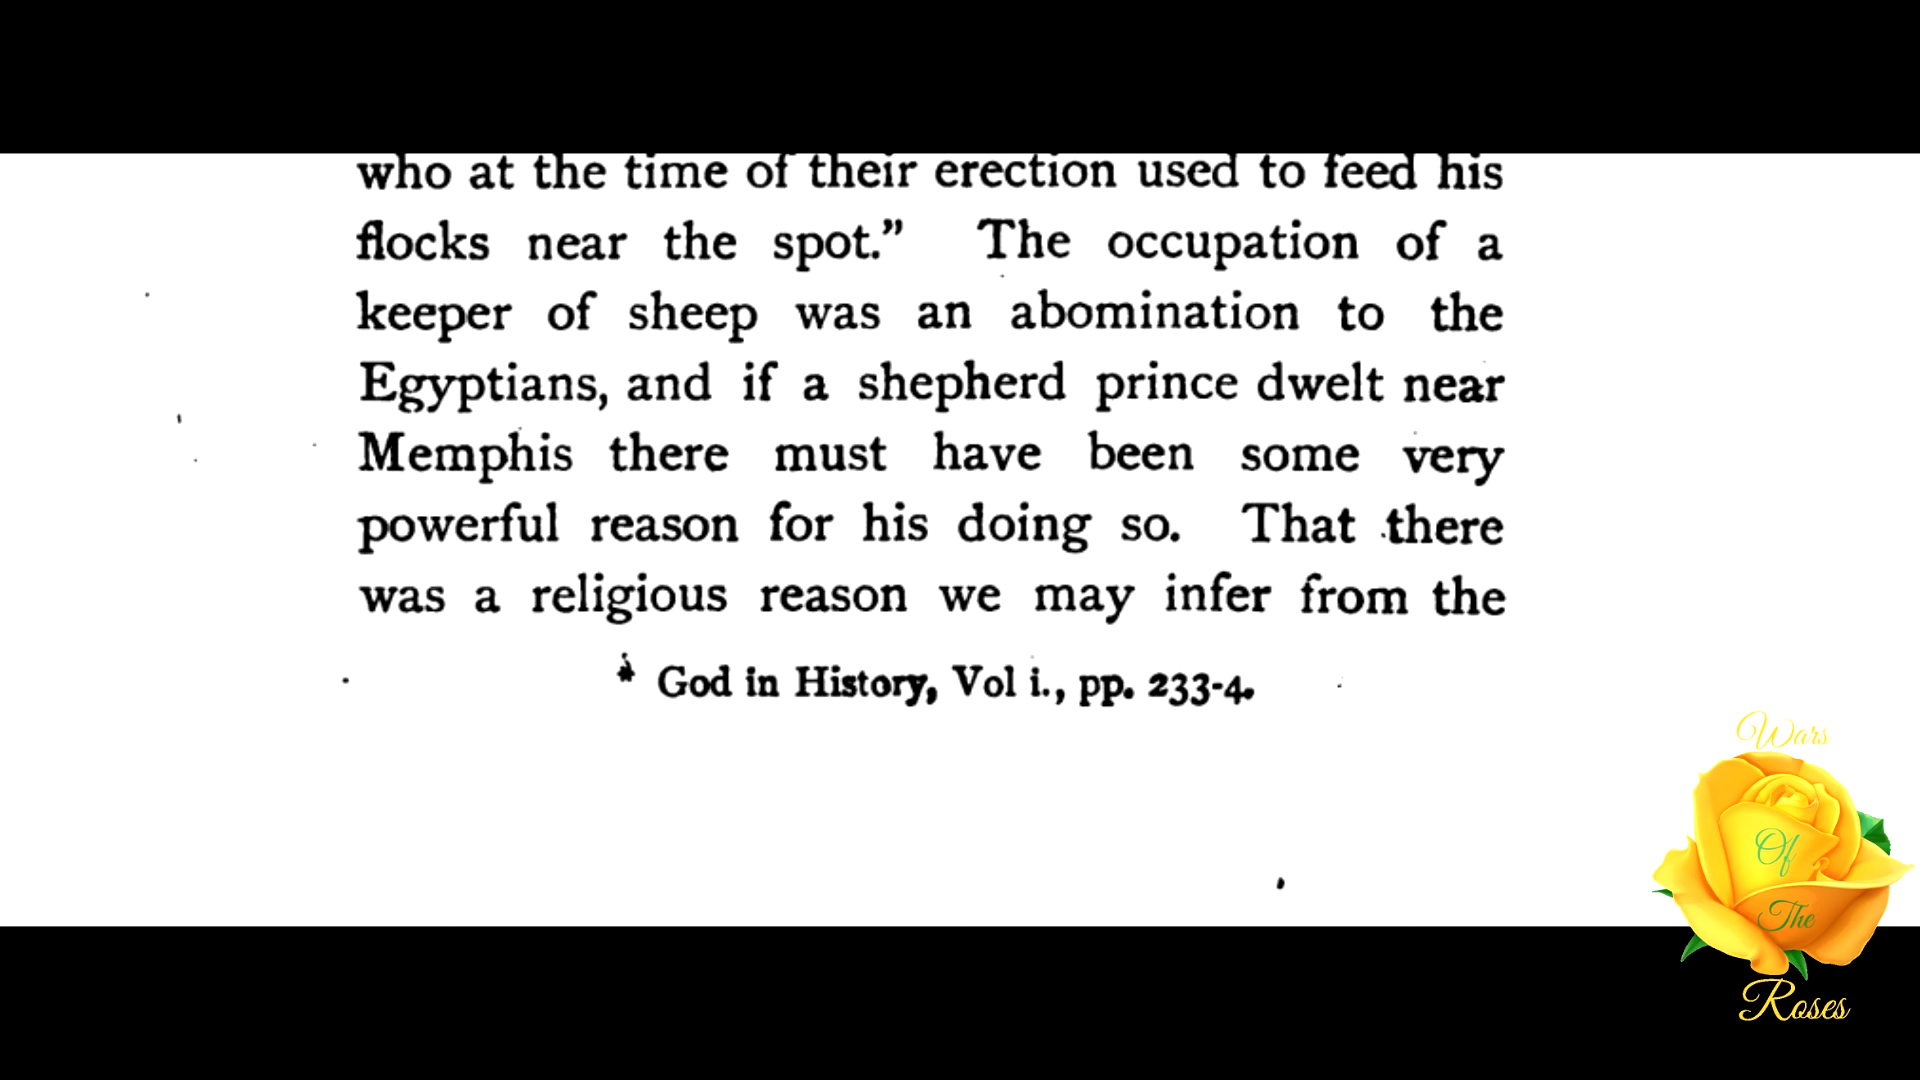 who at the time of their erection used to feed his
flocks near the spot.” The occupation of a
keeper of sheep was an abomination to the
Egyptians, and if a shepherd prince dwelt near
Memphis there must have been some very
powerful reason for his doing so. That there
was a religious reason we may infer from the
* God in History, Vol i., pp. 233-4.
Wars
Of
The
Roses